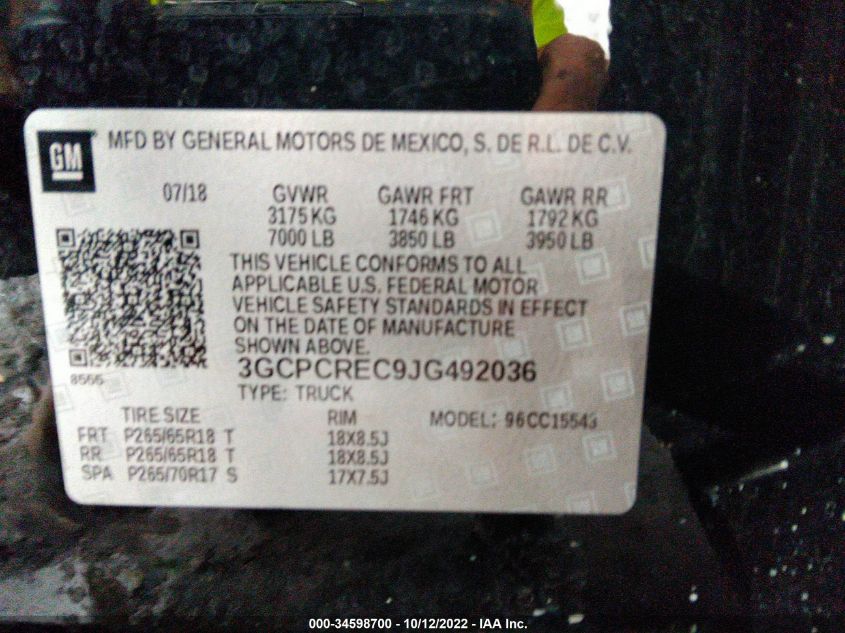 GM
MFD BY GENERAL MOTORS DE MEXICO, S. DE R.L. DE C.V.
07/18 GVWR GAWR FRT GAWR RR
3175 KG 1746 KG 1792 KG
7000 LB 3850 LB 3950 LB
THIS VEHICLE CONFORMS TO ALL
APPLICABLE U.S. FEDERAL MOTOR
VEHICLE SAFETY STANDARDS IN EFFECT
ON THE DATE OF MANUFACTURE
SHOWN ABOVE.
3GCPCREC9JG492036
8555
TYPE: TRUCK
TIRE SIZE RIM MODEL: 96CC15543
FRT P265/65R18 T 18X8.5J
RR P265/65R18 T 18X8.5J
SPA P265/70R17 S 17X7.5J
000-34598700 - 10/12/2022 - IAA Inc.